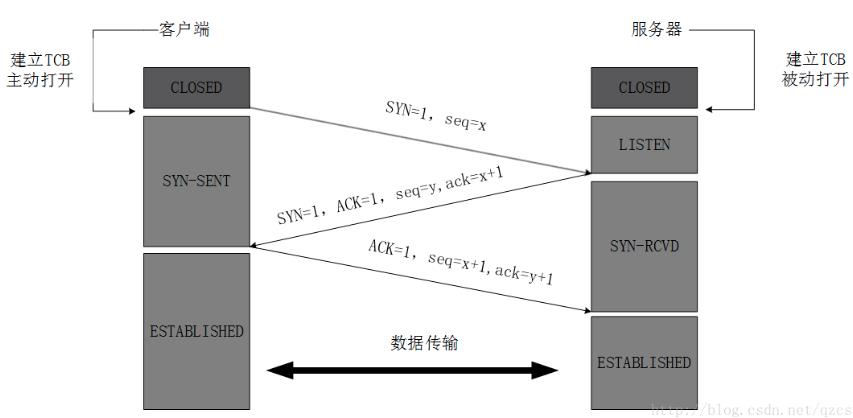 客户端
服务器
建立TCB
主动打开
建立TCB
被动打开
CLOSED
CLOSED
SYN=1, seq=x
LISTEN
SYN-SENT
SYN=1, ACK=1, seq=y,ack=x+1
SYN-RCVD
ACK=1, seq=x+1,ack=y+1
ESTABLISHED
数据传输
ESTABLISHED
http://blog.csdn.net/qzcs